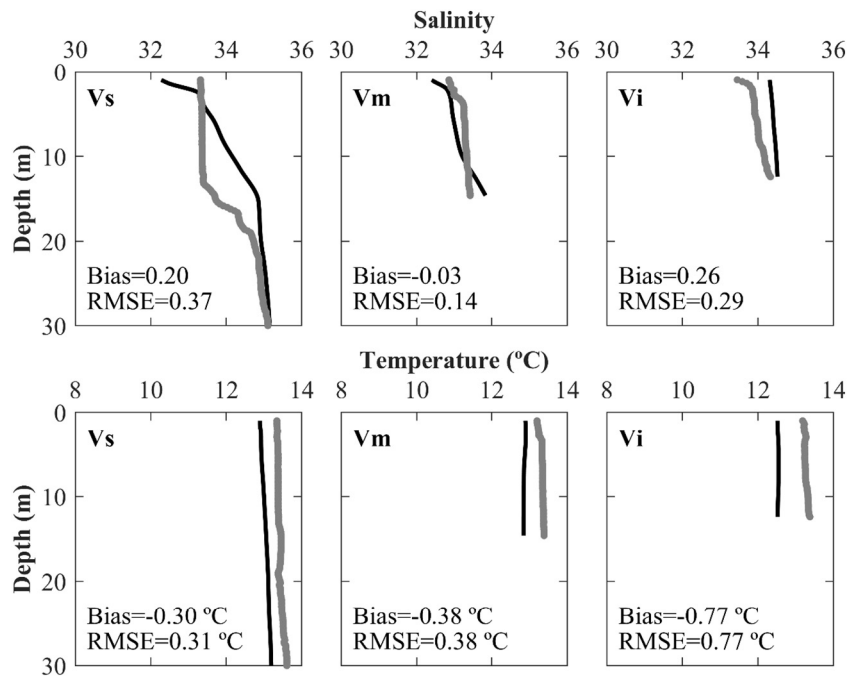 Salinity
30 32 34 36 30 32 34 36 30 32 34 36
0
Vs Vm Vi
10
Depth (m)
20
Bias=0.20 Bias=-0.03 Bias=0.26
RMSE=0.37 RMSE=0.14 RMSE=0.29
30
Temperature (ºC)
8 10 12 14 8 10 12 14 8 10 12 14
0
Vs Vm Vi
10
Depth (m)
20
Bias=-0.30 ºC Bias=-0.38 ºC Bias=-0.77 ºC
RMSE=0.31 ºC RMSE=0.38 ºC RMSE=0.77 ºC
30